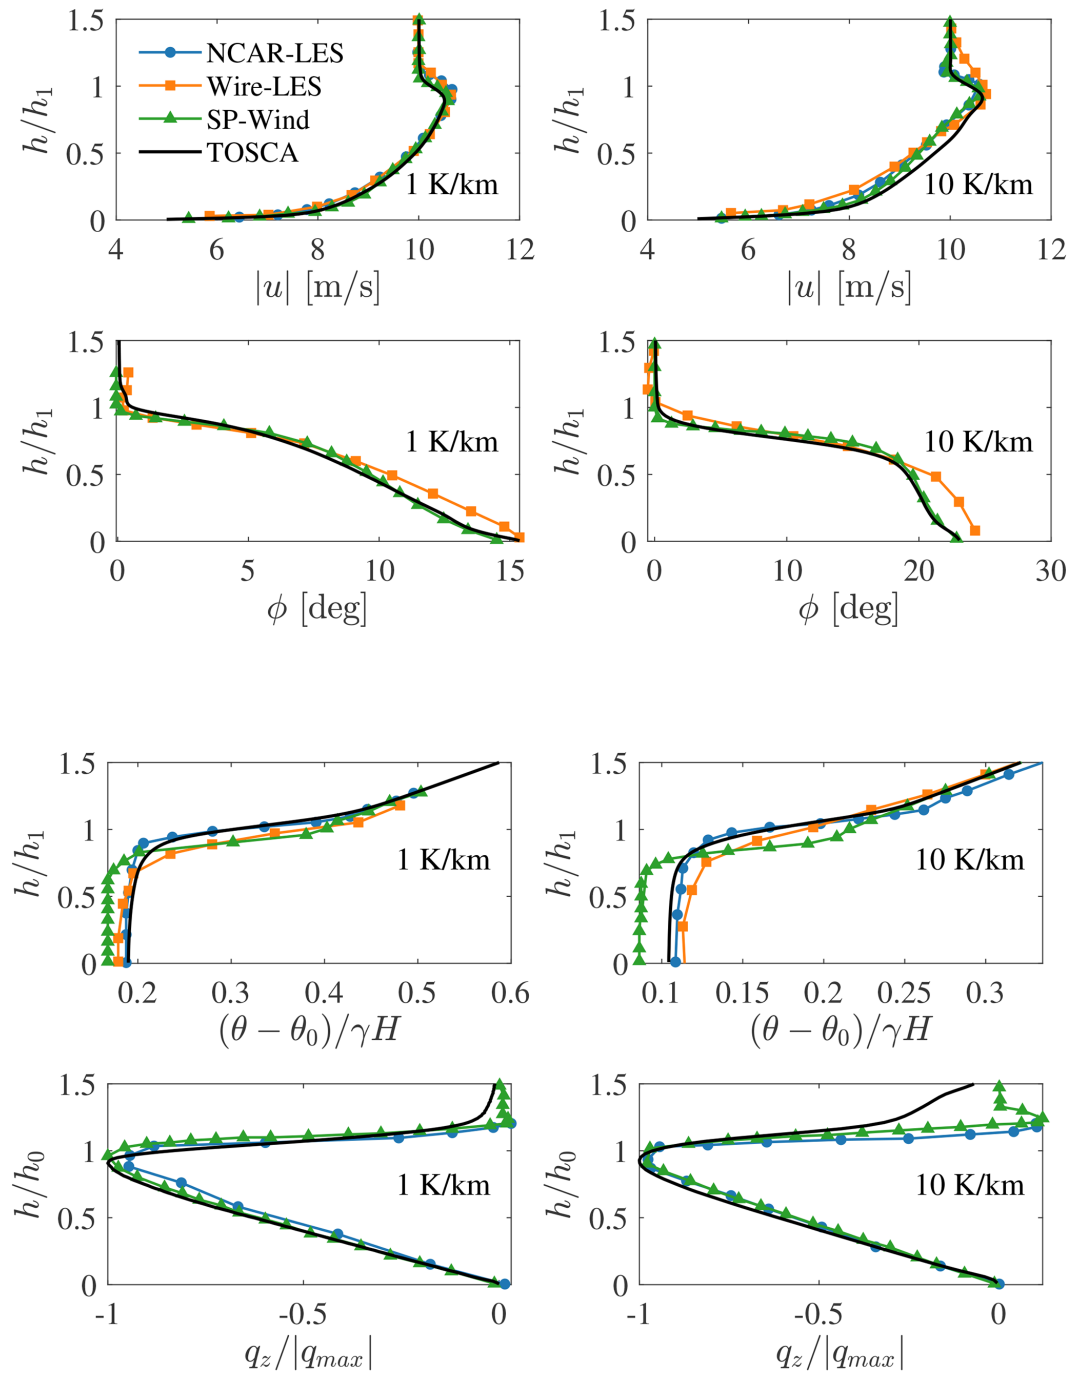 1.5
1
0.5
0
h/h₁
NCAR-LES
Wire-LES
SP-Wind
TOSCA
1 K/km
4 6 8 10 12
|u| [m/s]
1.5
1
0.5
0
h/h₁
10 K/km
4 6 8 10 12
|u| [m/s]
1.5
1
0.5
0
h/h₁
1 K/km
0 5 10 15
ϕ [deg]
1.5
1
0.5
0
h/h₁
10 K/km
0 10 20 30
ϕ [deg]
1.5
1
0.5
0
h/h₁
1 K/km
0.2 0.3 0.4 0.5 0.6
(θ − θ₀)/γH
1.5
1
0.5
0
h/h₁
10 K/km
0.1 0.15 0.2 0.25 0.3
(θ − θ₀)/γH
1.5
1
0.5
0
h/h₀
1 K/km
-1 -0.5 0
q_z/|q_max|
1.5
1
0.5
0
h/h₀
10 K/km
-1 -0.5 0
q_z/|q_max|